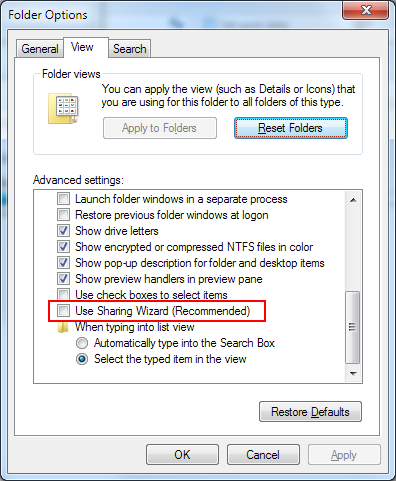 Folder Options
General View Search
Folder views
You can apply the view (such as Details or Icons) that
you are using for this folder to all folders of this type.
Apply to Folders Reset Folders
Advanced settings:
Launch folder windows in a separate process
Restore previous folder windows at logon
Show drive letters
Show encrypted or compressed NTFS files in color
Show pop-up description for folder and desktop items
Show preview handlers in preview pane
Use check boxes to select items
Use Sharing Wizard (Recommended)
When typing into list view
Automatically type into the Search Box
Select the typed item in the view
Restore Defaults
OK Cancel Apply